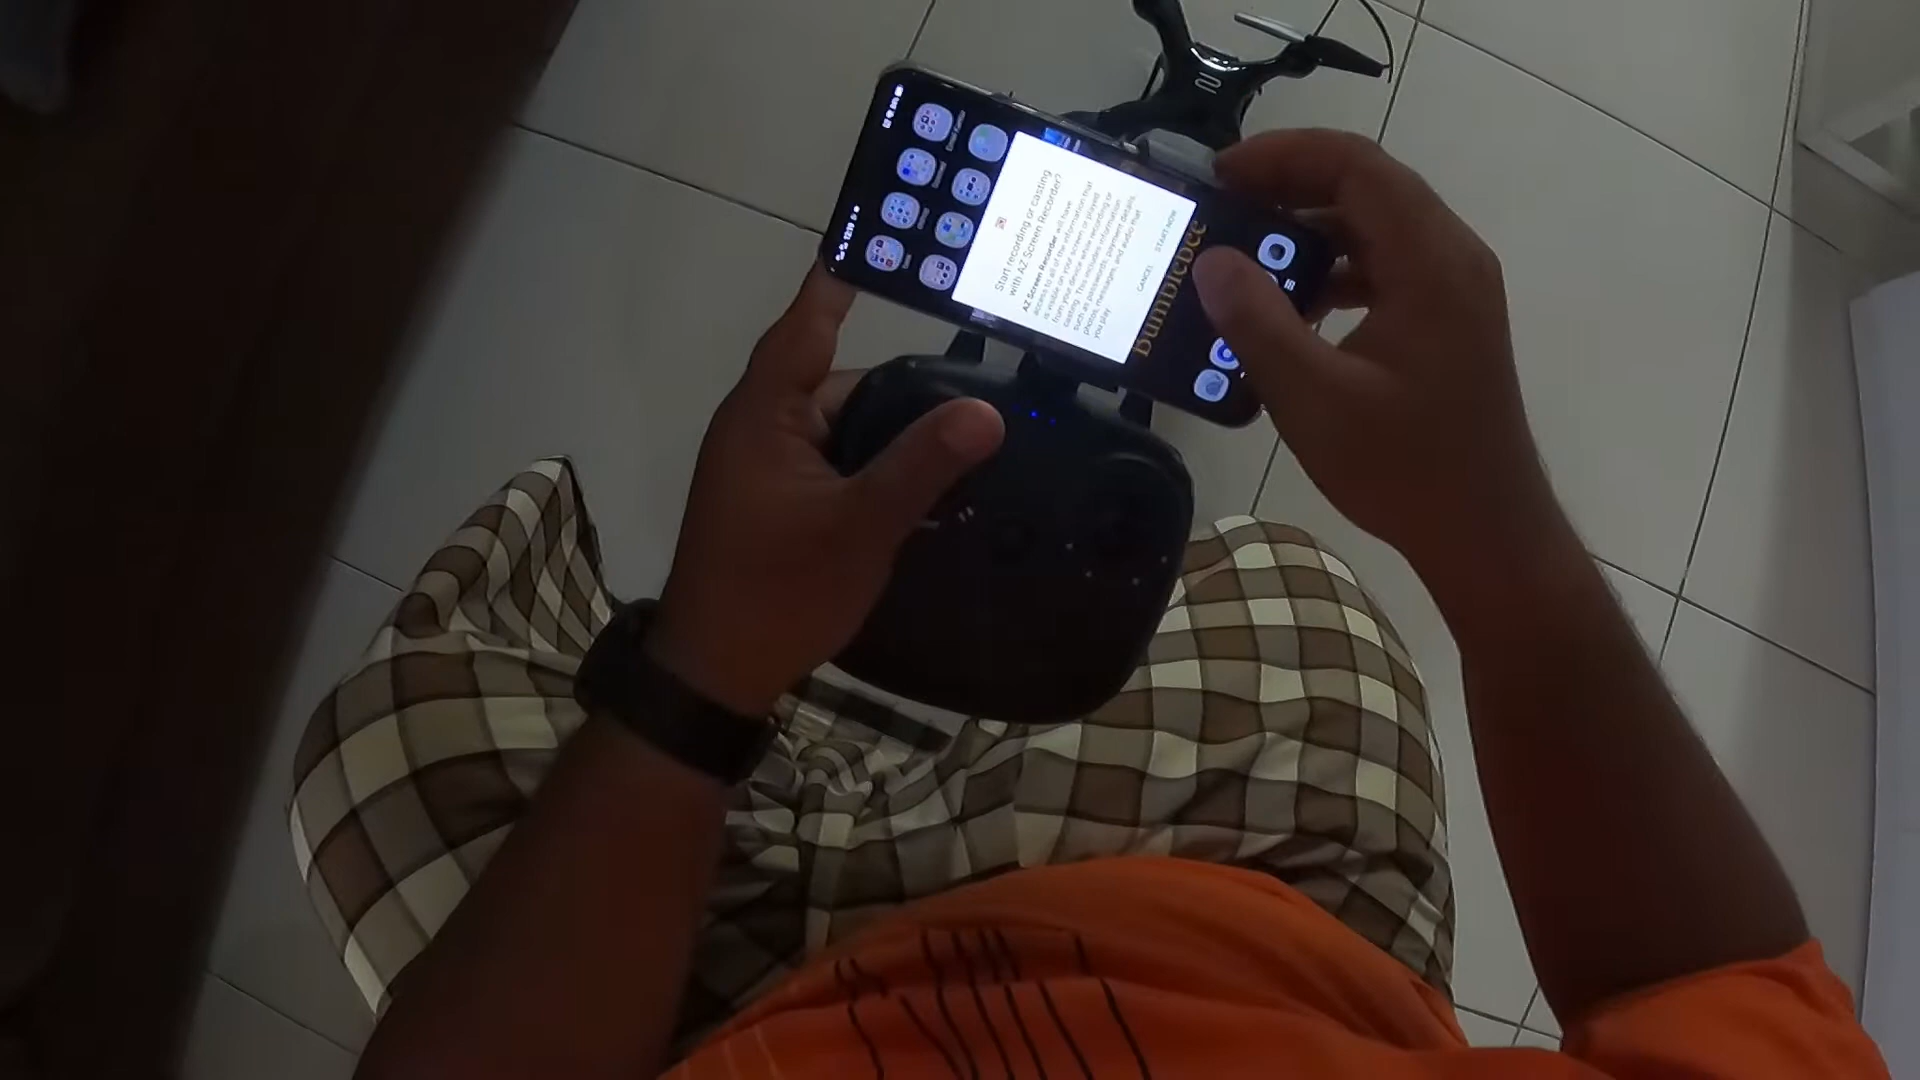 12:19
Start recording or casting
with AZ Screen Recorder?
AZ Screen Recorder will have
access to all of the information that
is visible on your screen or played
from your device while recording or
casting. This includes information
such as passwords, payment details,
photos, messages, and audio that
you play.
CANCEL START NOW
Bumblebee